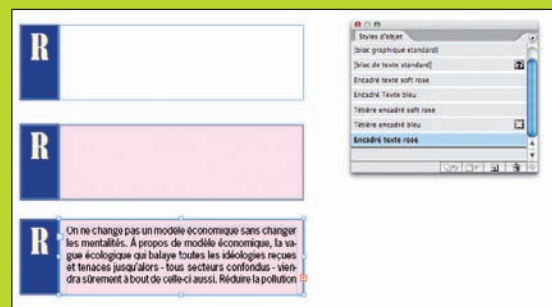 R
R
R
On ne change pas un modèle économique sans changer
les mentalités. À propos de modèle économique, la va-
gue écologique qui balaye toutes les idéologies reçues
et tenaces jusqu'alors - tous secteurs confondus - vien-
dra sûrement à bout de celle-ci aussi. Réduire la pollution
Styles d'objet
[bloc graphique standard]
[bloc de texte standard]
Encadré texte soft rose
Encadré Texte bleu
Têtière encadré soft rose
Têtière encadré bleu
Encadré texte rose